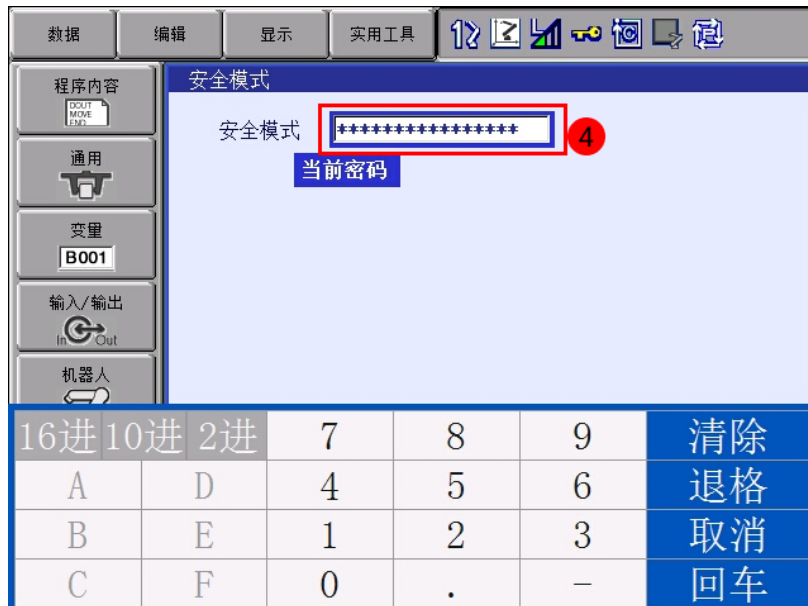 数据 编辑 显示 实用工具
程序内容
DOUT
MOVE
END
通用
变量
B001
输入/输出
In Out
机器人
安全模式
安全模式 **************** 4
当前密码
16进 10进 2进 7 8 9 清除
A D 4 5 6 退格
B E 1 2 3 取消
C F 0 . - 回车